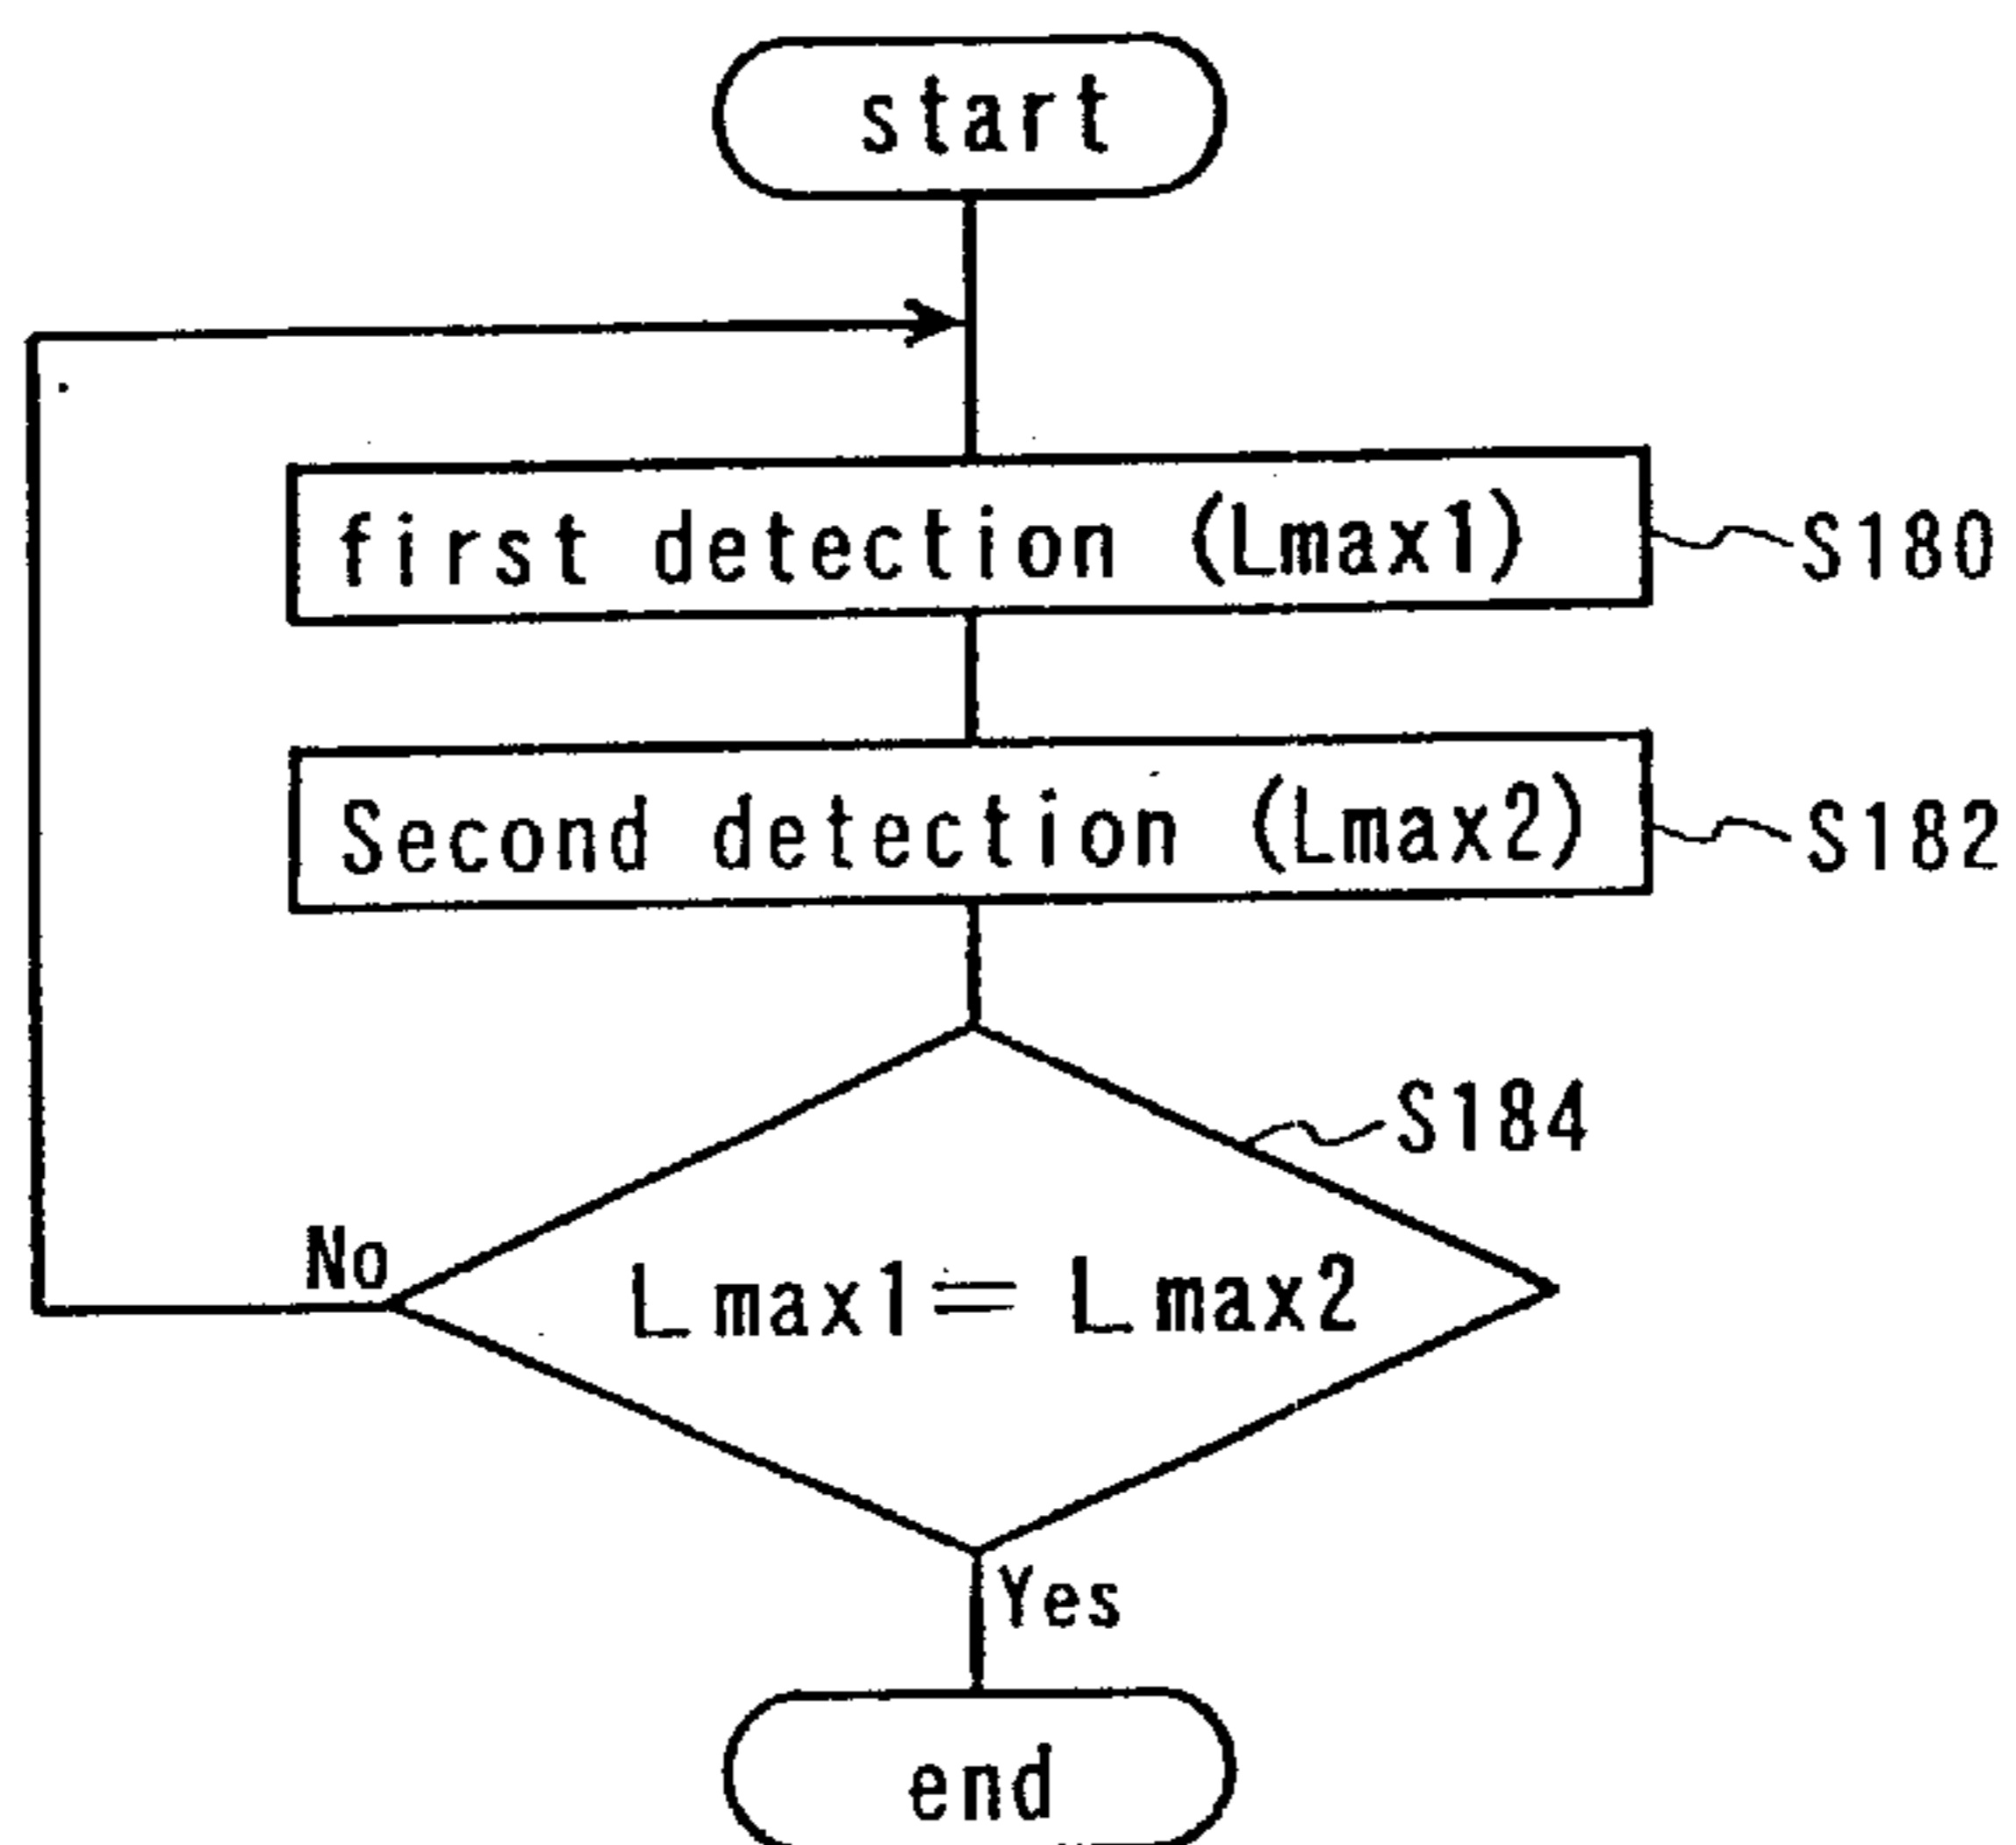 start
first detection (Lmax1)
S180
Second detection (Lmax2)
S182
S184
No
Lmax1=Lmax2
Yes
end